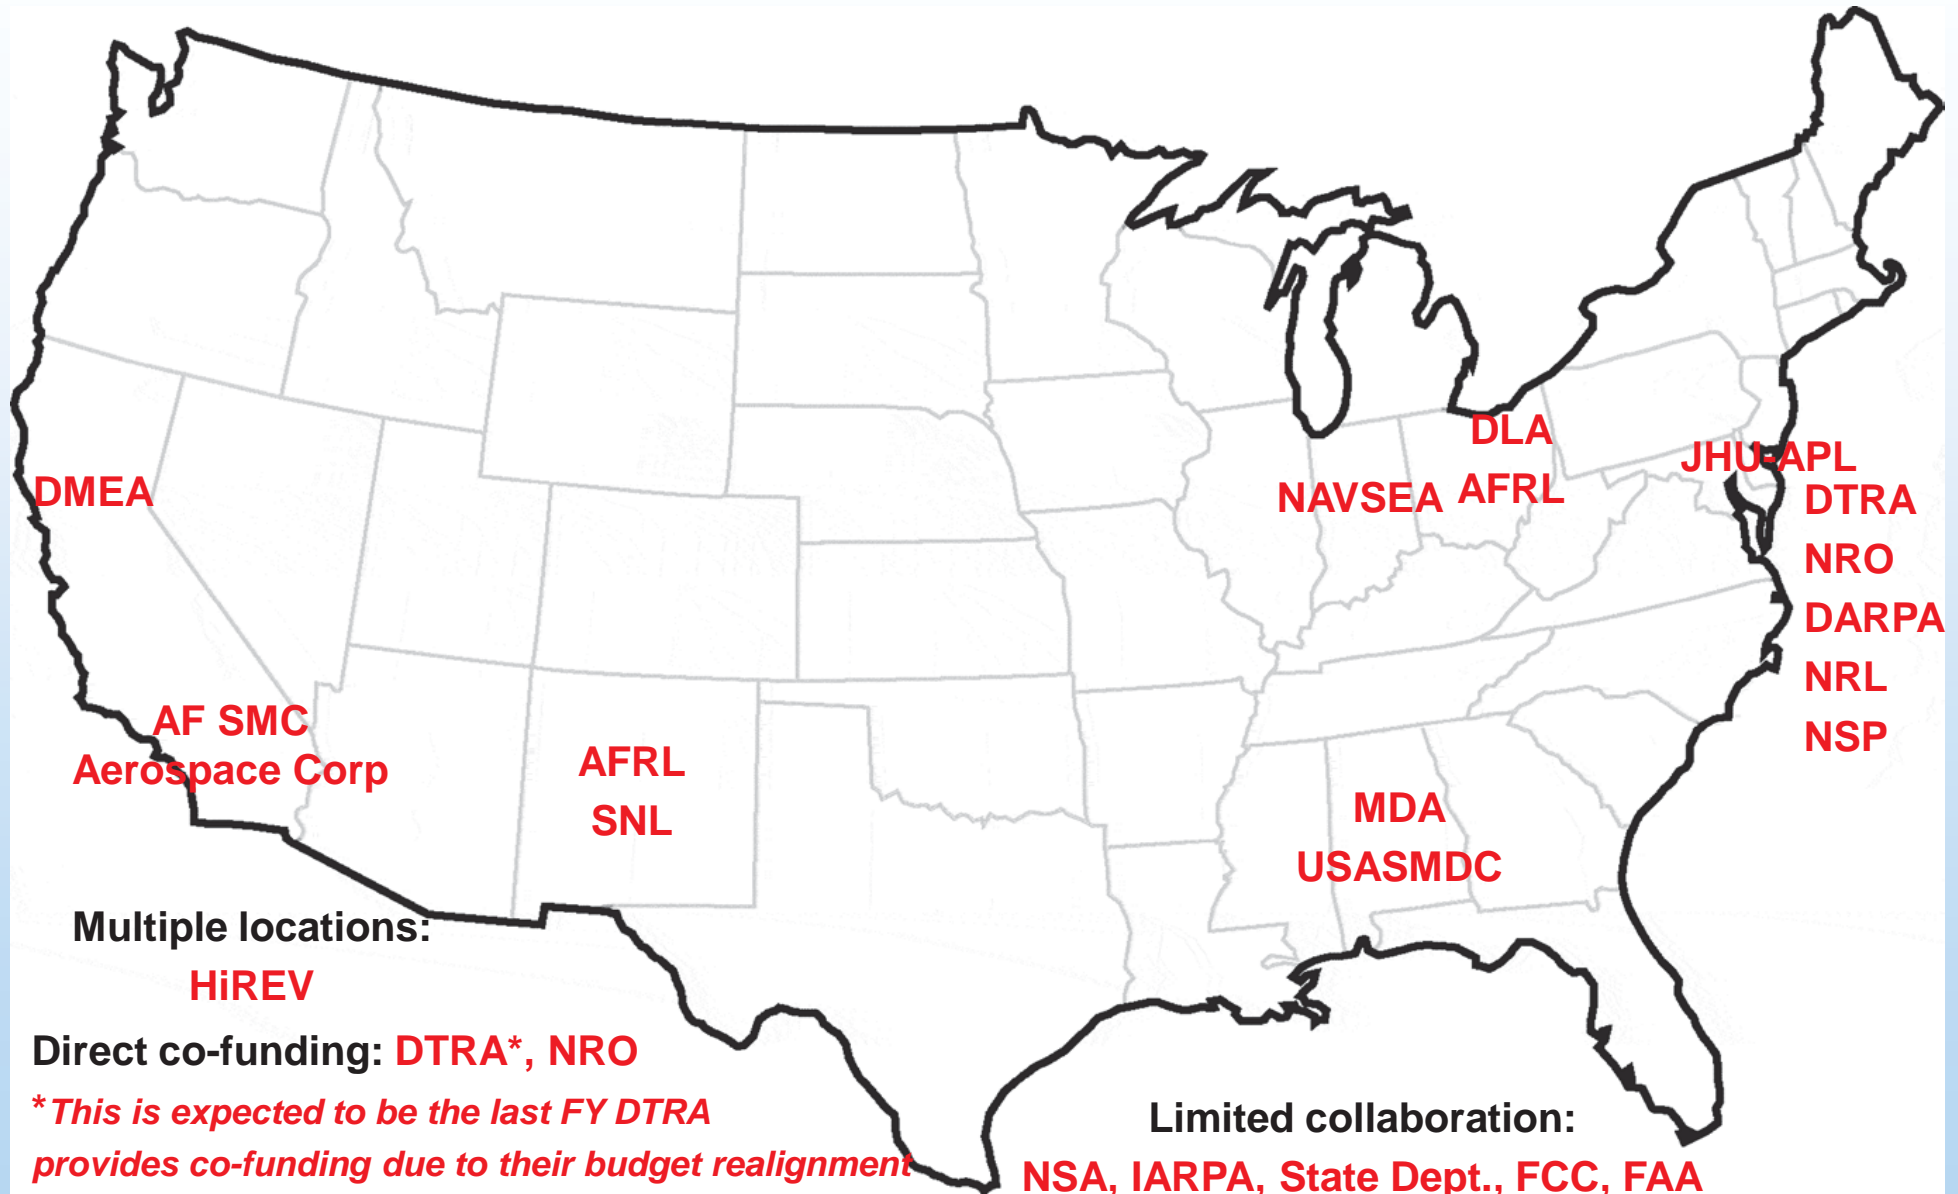 DLA
JHU-APL
DMEA
NAVSEA
AFRL
DTRA
NRO
DARPA
NRL
NSP
AF SMC
Aerospace Corp
AFRL
SNL
MDA
USASMDC
Multiple locations:
HiREV
Direct co-funding: DTRA*, NRO
*This is expected to be the last FY DTRA
provides co-funding due to their budget realignment
Limited collaboration:
NSA, IARPA, State Dept., FCC, FAA